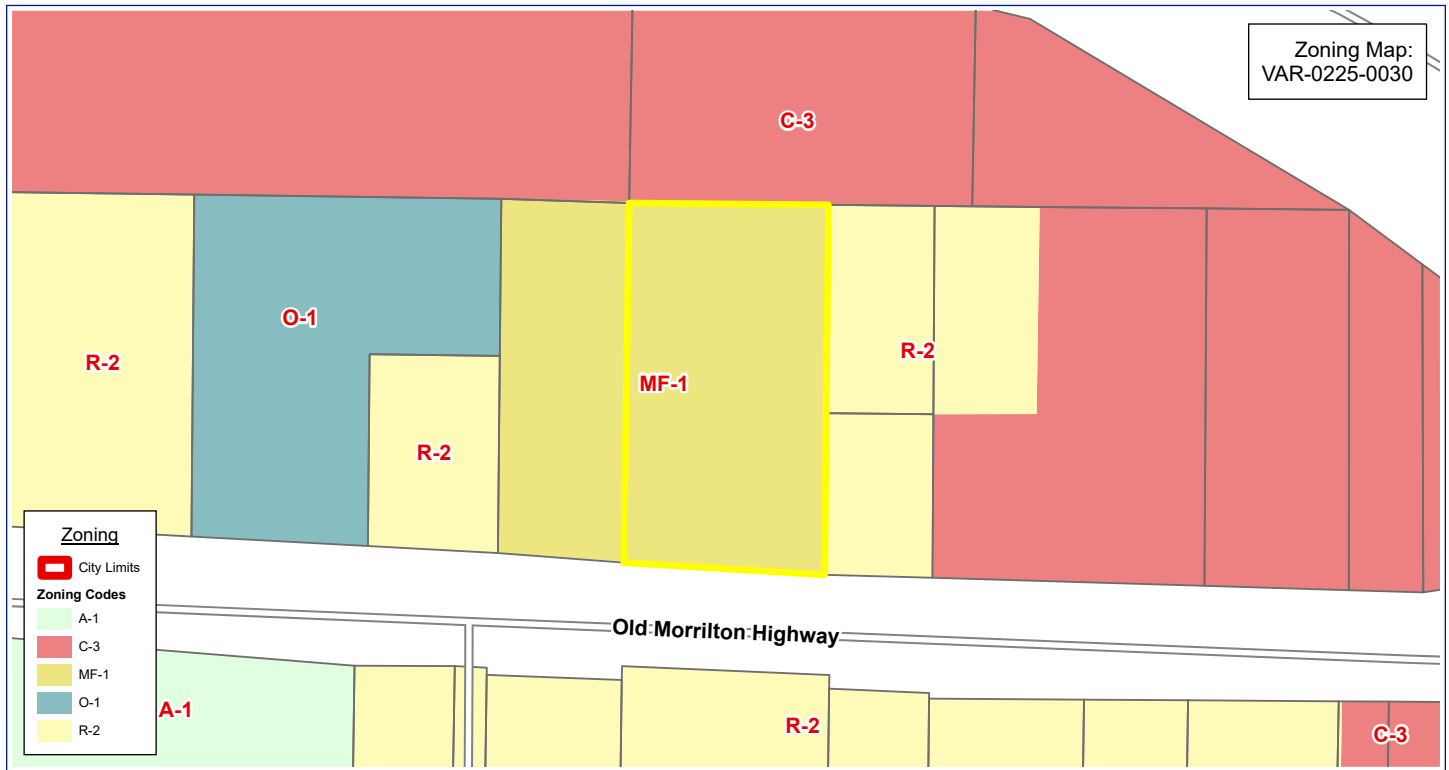 Zoning Map:
VAR-0225-0030
C-3
O-1
R-2
R-2
MF-1
R-2
Old Morrilton Highway
A-1
R-2
C-3
Zoning
City Limits
Zoning Codes
A-1
C-3
MF-1
O-1
R-2